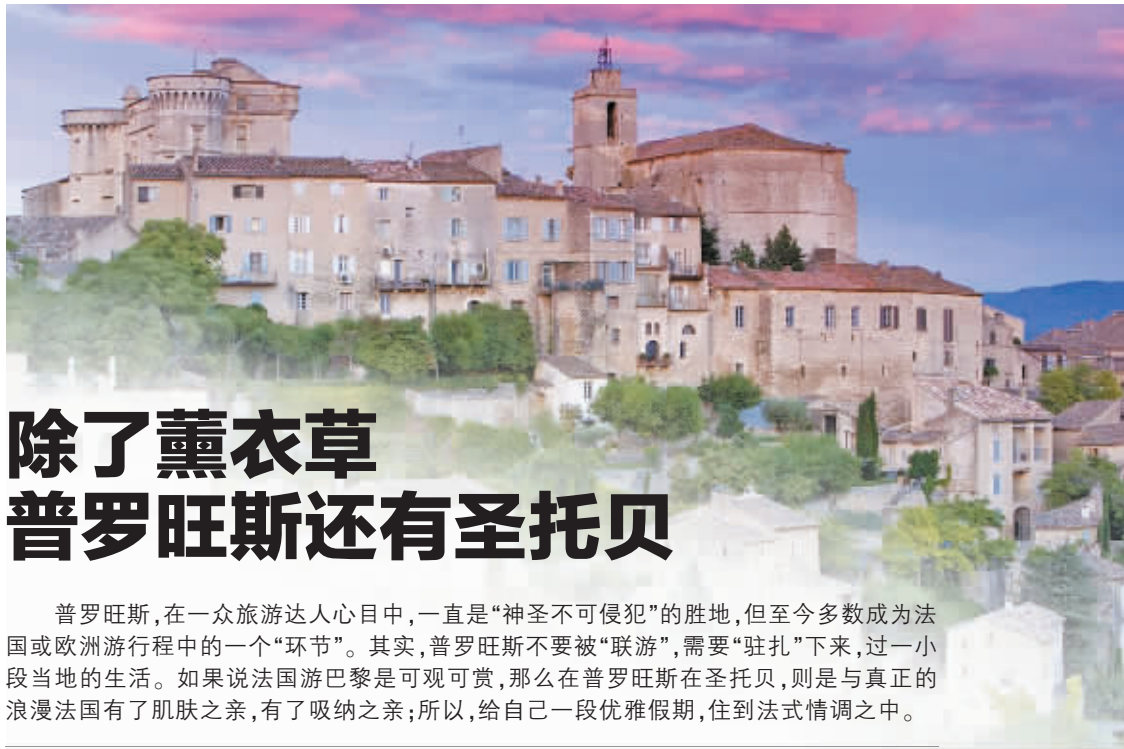 除了薰衣草
普罗旺斯还有圣托贝
普罗旺斯,在一众旅游达人心目中,一直是“神圣不可侵犯”的胜地,但至今多数成为法
国或欧洲游行程中的一个“环节”。其实,普罗旺斯不要被“联游”,需要“驻扎”下来,过一小
段当地的生活。如果说法国游巴黎是可观可赏,那么在普罗旺斯在圣托贝,则是与真正的
浪漫法国有了肌肤之亲,有了吸纳之亲;所以,给自己一段优雅假期,住到法式情调之中。